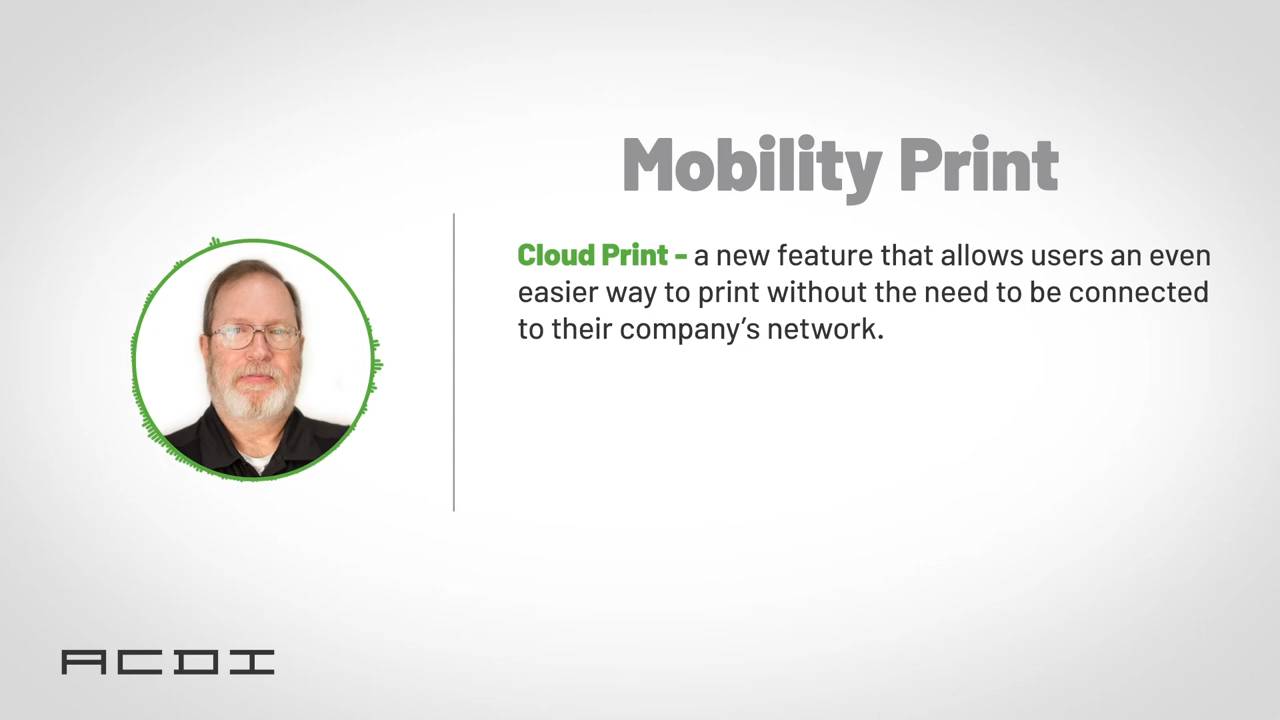 Mobility Print
Cloud Print - a new feature that allows users an even
easier way to print without the need to be connected
to their company’s network.
ACDI